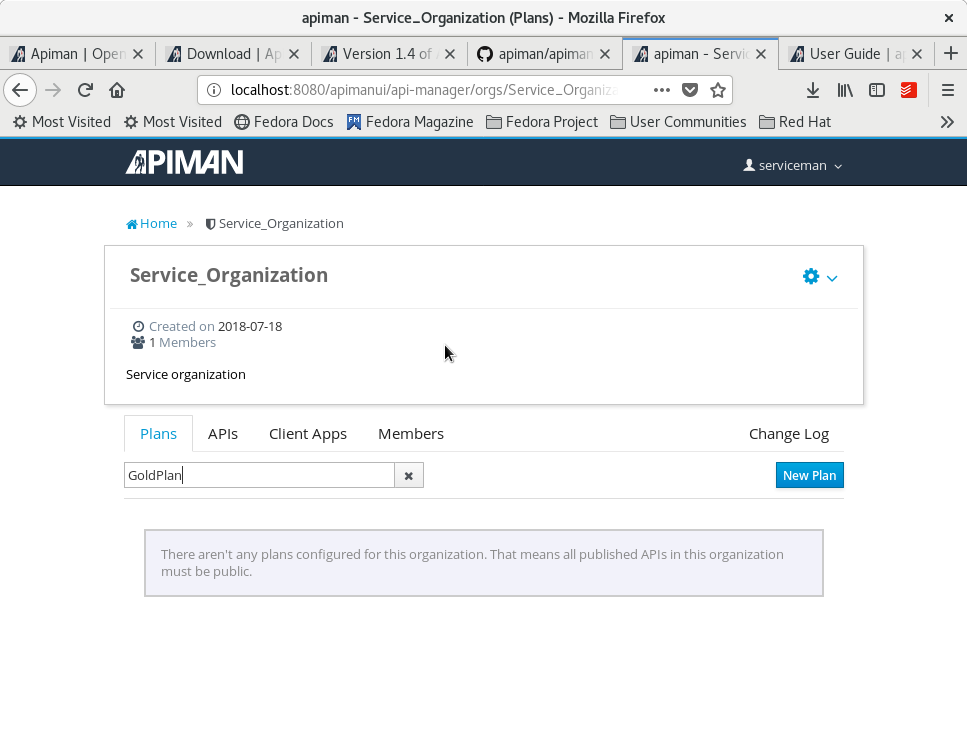 apiman - Service_Organization (Plans) - Mozilla Firefox
Apiman | Open
Download | Ap
Version 1.4 of
apiman/apiman
apiman - Servic
User Guide | a
localhost:8080/apimanui/api-manager/orgs/Service_Organiza
Most Visited Most Visited Fedora Docs Fedora Magazine Fedora Project User Communities Red Hat
APIMAN
serviceman
Home » Service_Organization
Service_Organization
Created on 2018-07-18
1 Members
Service organization
Plans APIs Client Apps Members Change Log
GoldPlan
New Plan
There aren't any plans configured for this organization. That means all published APIs in this organization
must be public.